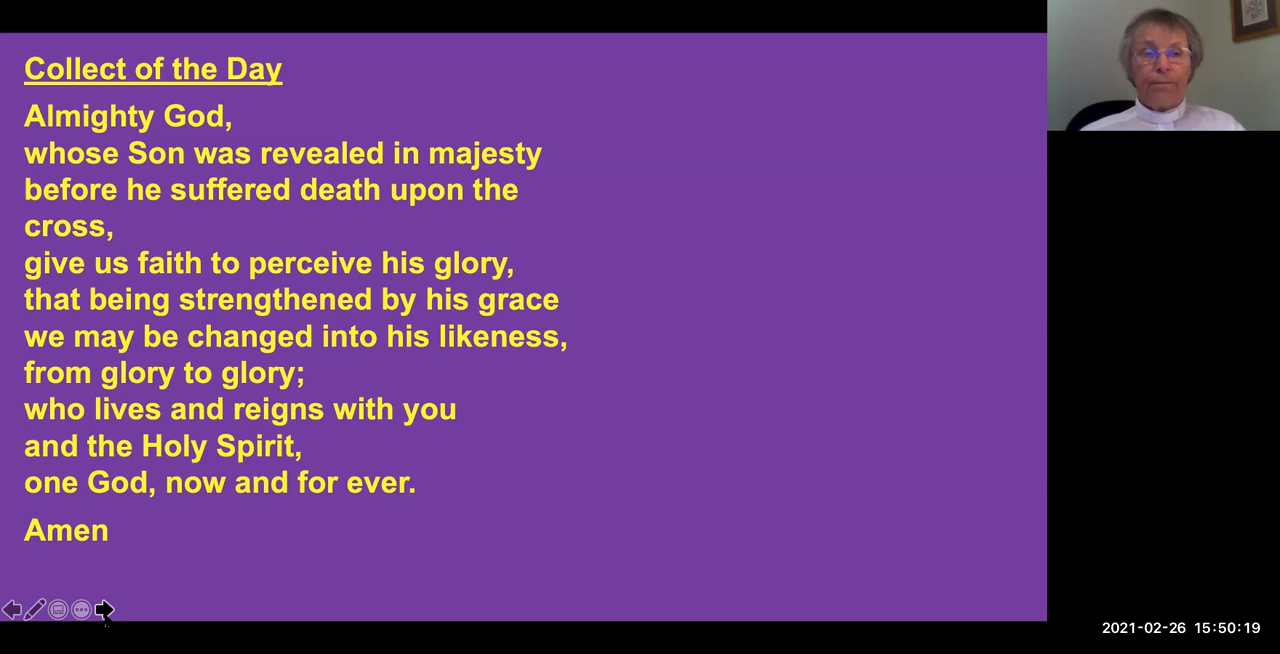 Collect of the Day
Almighty God,
whose Son was revealed in majesty
before he suffered death upon the
cross,
give us faith to perceive his glory,
that being strengthened by his grace
we may be changed into his likeness,
from glory to glory;
who lives and reigns with you
and the Holy Spirit,
one God, now and for ever.
Amen
2021-02-26 15:50:19